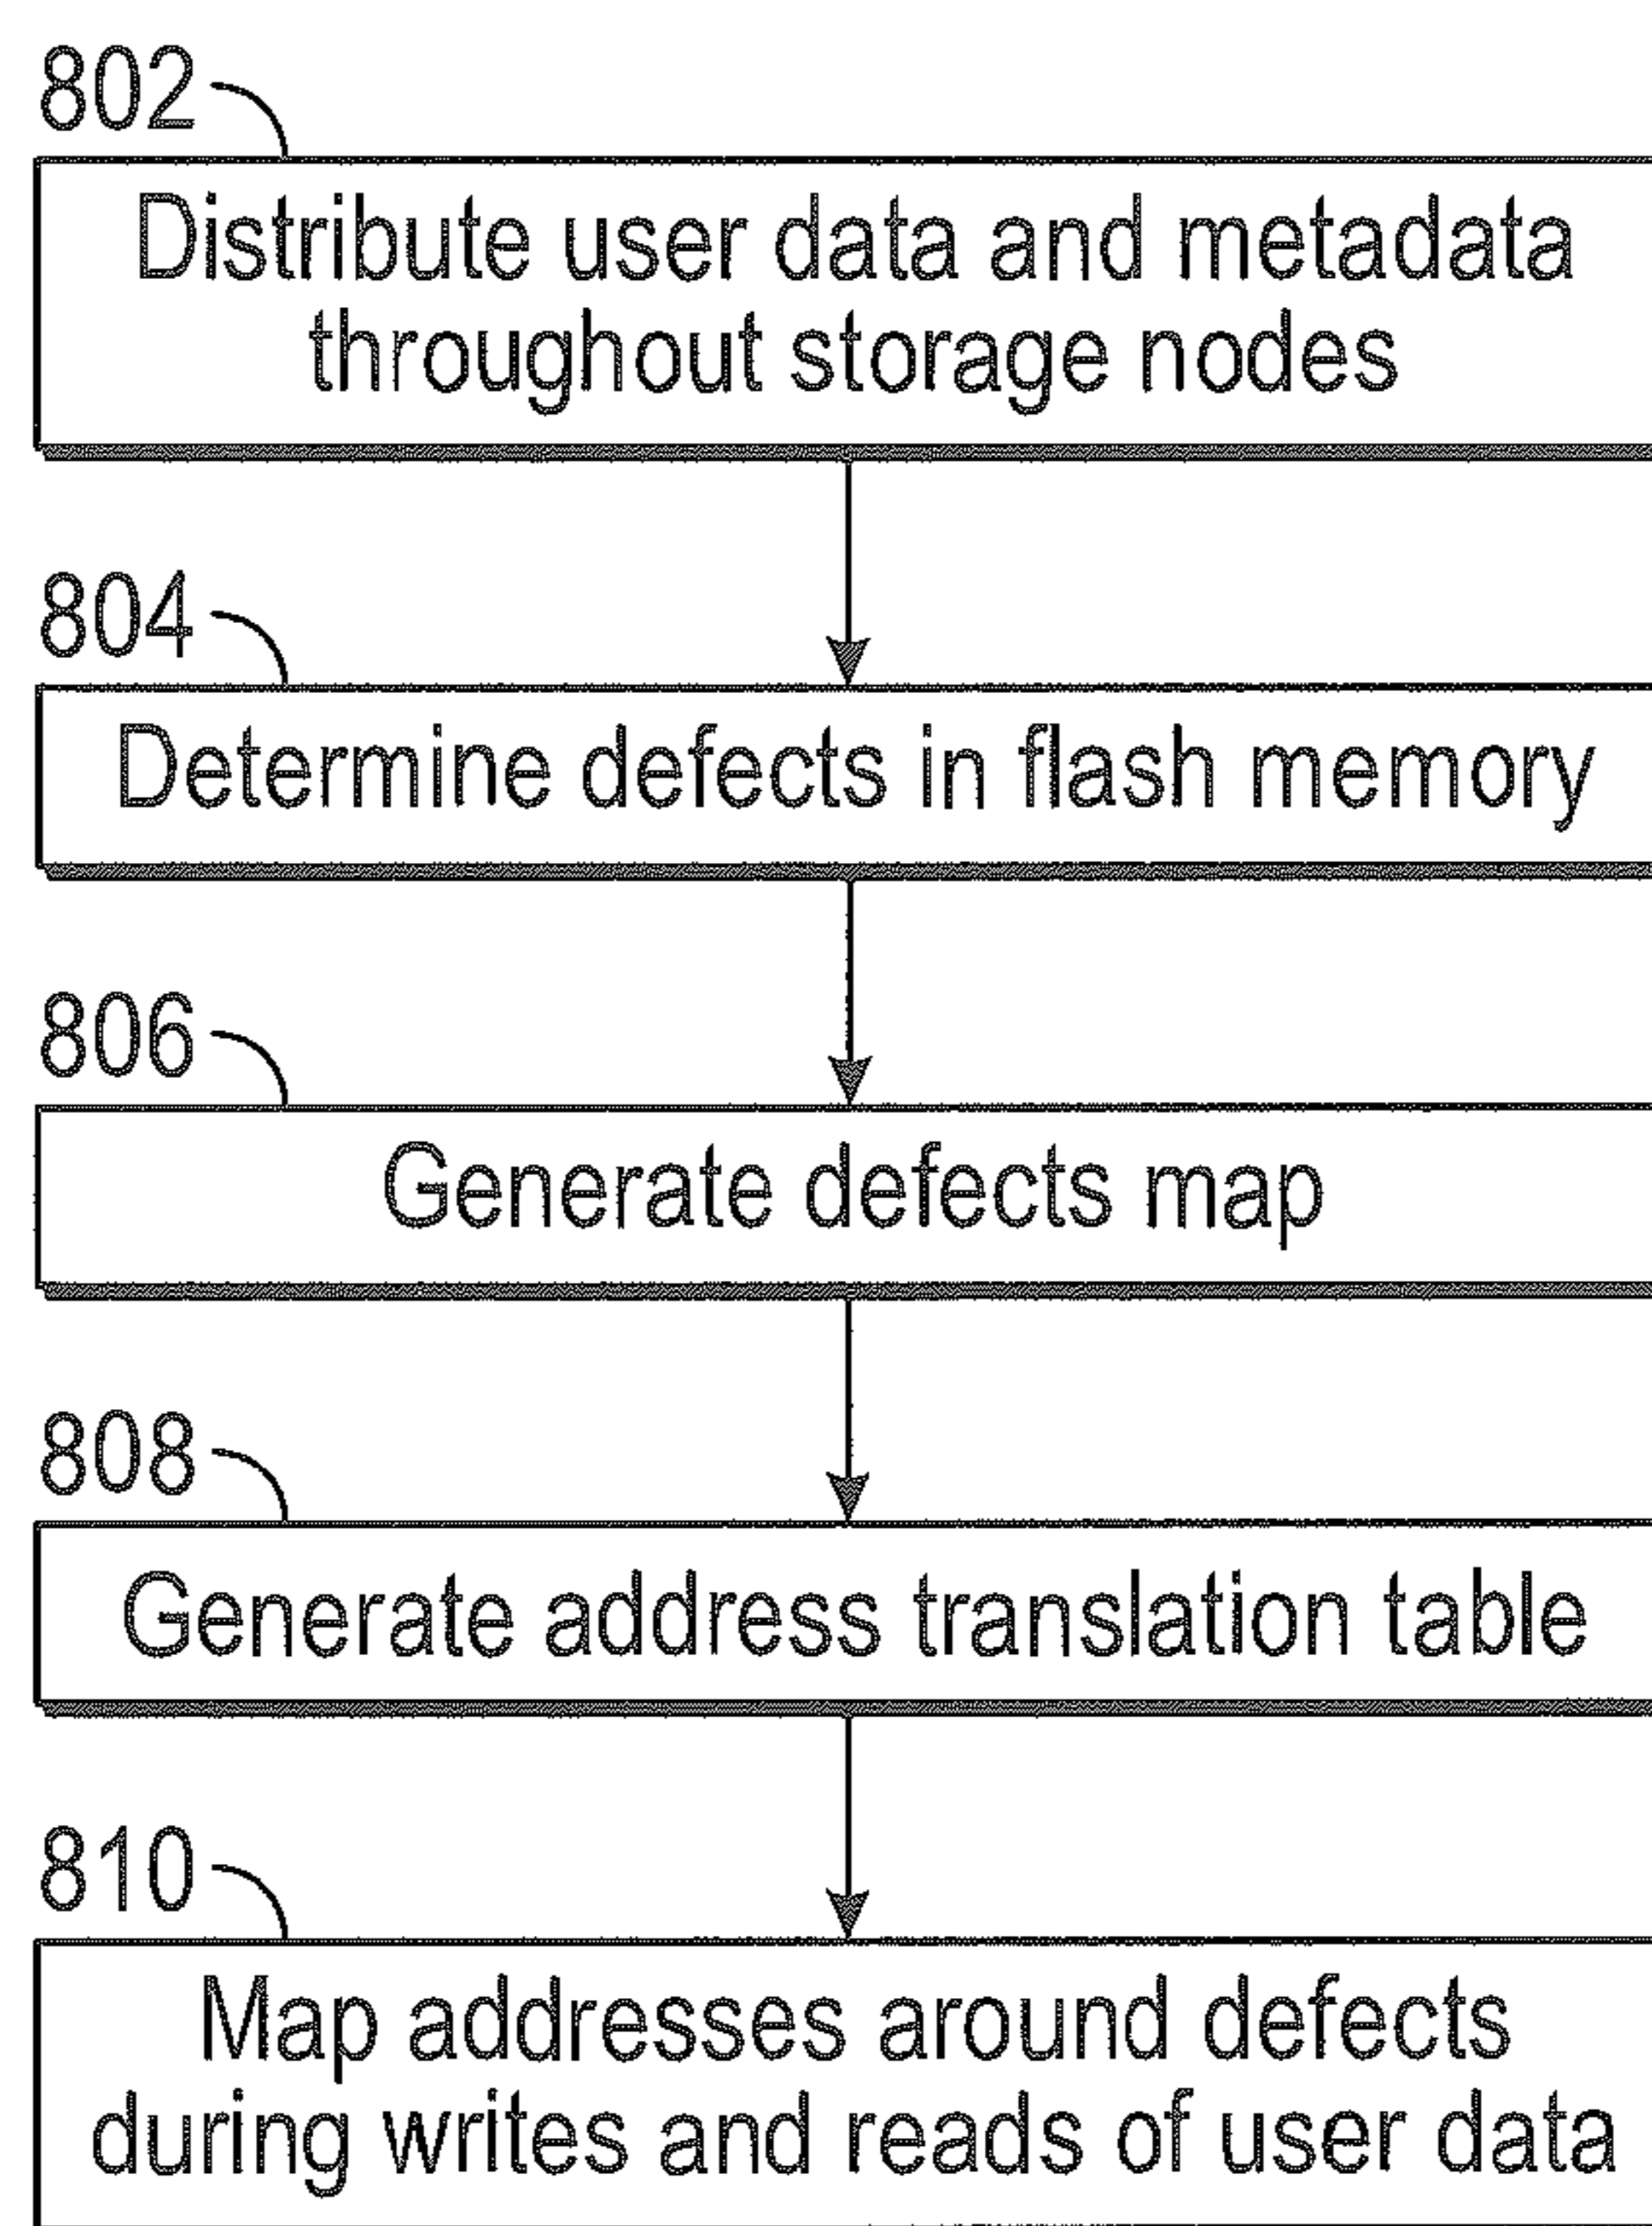 802
Distribute user data and metadata
throughout storage nodes
804
Determine defects in flash memory
806
Generate defects map
808
Generate address translation table
810
Map addresses around defects
during writes and reads of user data